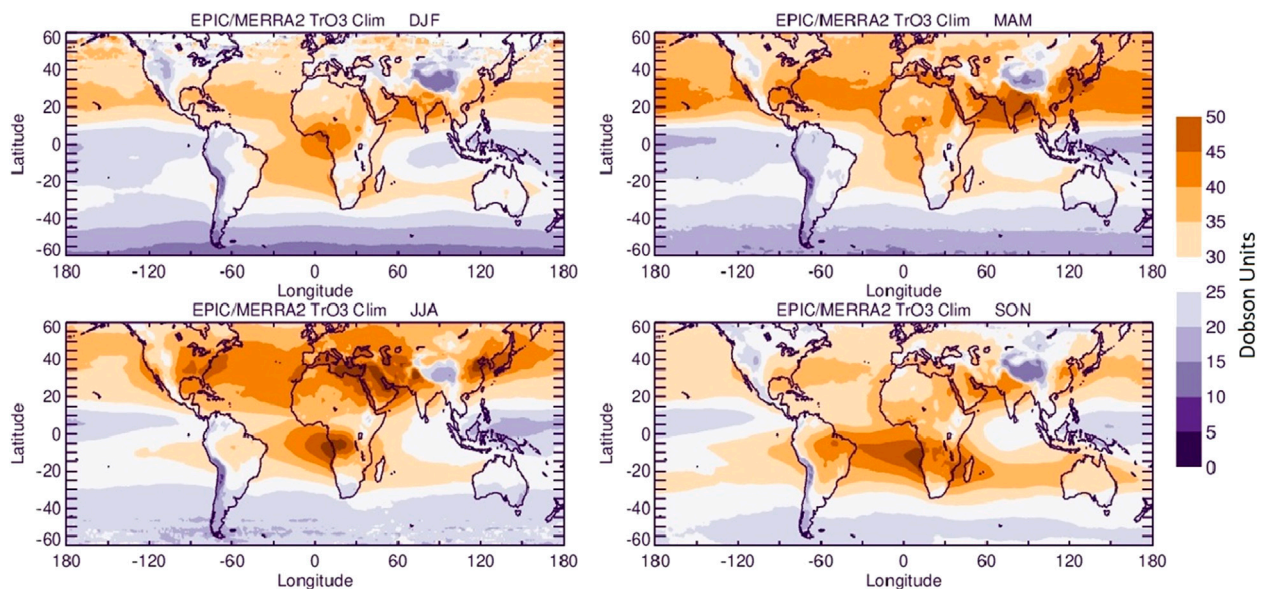 EPIC/MERRA2 TrO3 Clim DJF
60
40
20
0
-20
-40
-60
Latitude
180 -120 -60 0 60 120 180
Longitude
EPIC/MERRA2 TrO3 Clim MAM
60
40
20
0
-20
-40
-60
Latitude
180 -120 -60 0 60 120 180
Longitude
EPIC/MERRA2 TrO3 Clim JJA
60
40
20
0
-20
-40
-60
Latitude
180 -120 -60 0 60 120 180
Longitude
EPIC/MERRA2 TrO3 Clim SON
60
40
20
0
-20
-40
-60
Latitude
180 -120 -60 0 60 120 180
Longitude
50
45
40
35
30
25
20
15
10
5
0
Dobson Units